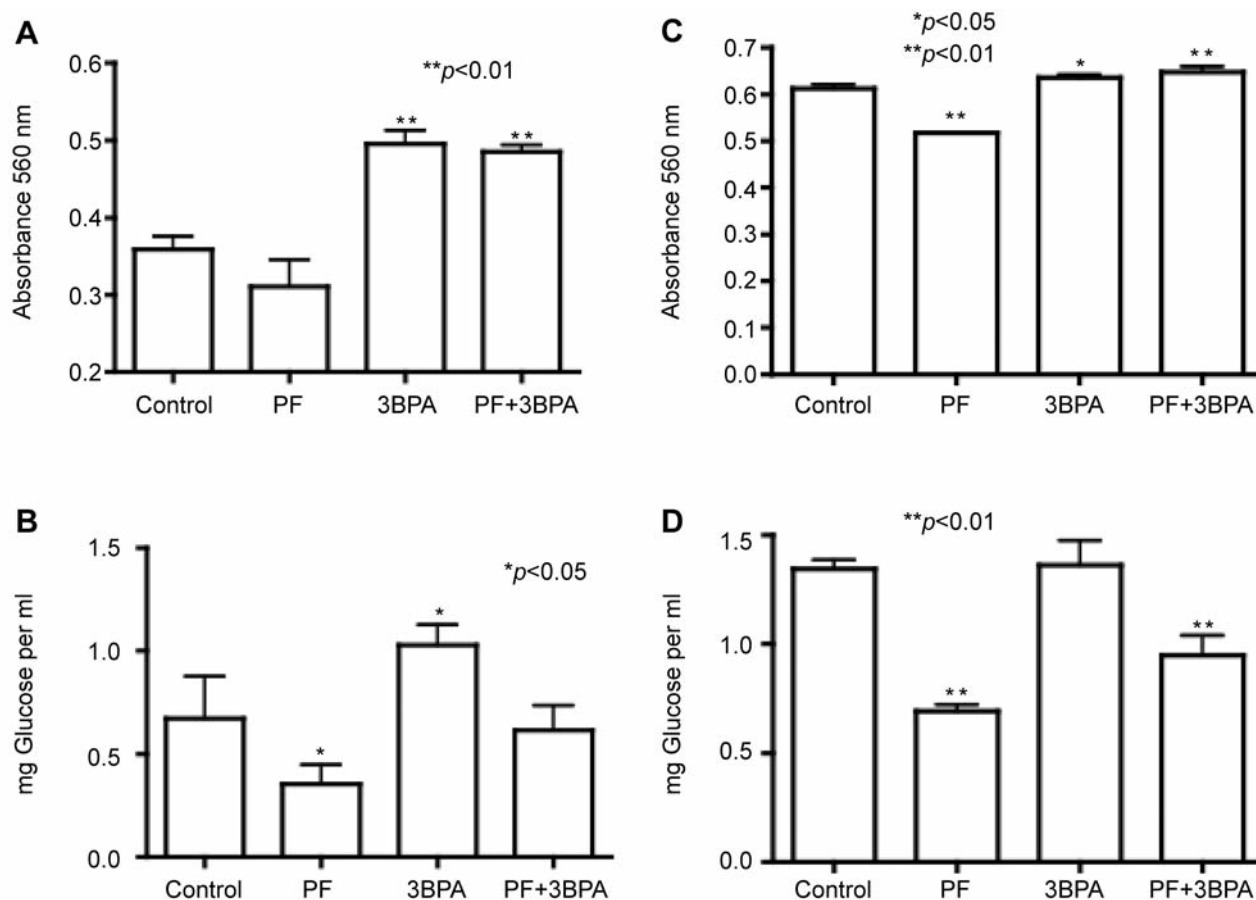 A
**p<0.01
Absorbance 560 nm
0.6
0.5
0.4
0.3
0.2
**
**
Control PF 3BPA PF+3BPA
C
*p<0.05
**p<0.01
Absorbance 560 nm
0.7
0.6
0.5
0.4
0.3
0.2
0.1
0.0
**
*
**
Control PF 3BPA PF+3BPA
B
*p<0.05
mg Glucose per ml
1.5
1.0
0.5
0.0
*
*
Control PF 3BPA PF+3BPA
D
**p<0.01
mg Glucose per ml
1.5
1.0
0.5
0.0
**
**
Control PF 3BPA PF+3BPA